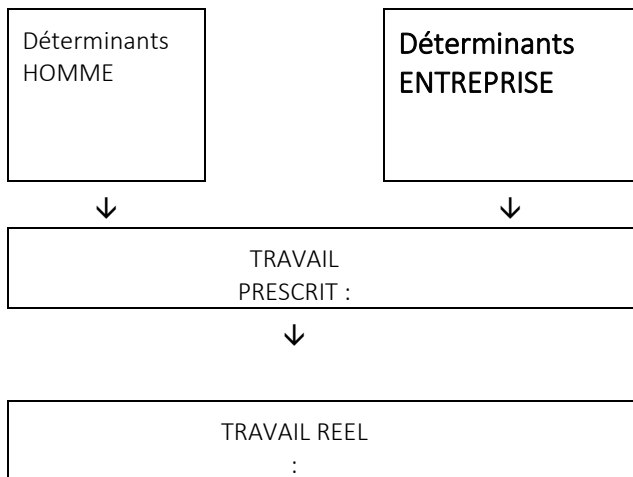 Déterminants
HOMME
Déterminants
ENTREPRISE
TRAVAIL
PRESCRIT :
TRAVAIL REEL
: